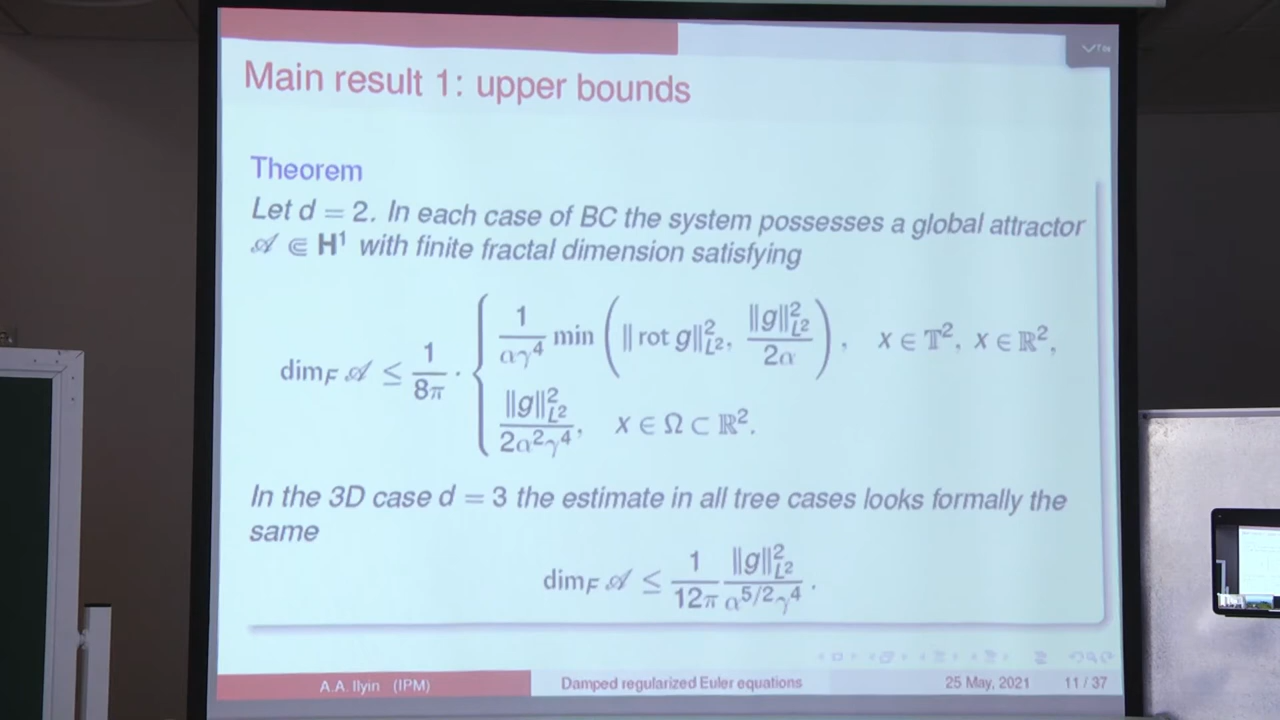 Main result 1: upper bounds
Theorem
Let d = 2. In each case of BC the system possesses a global attractor
𝒜 ⋐ H¹ with finite fractal dimension satisfying
dim_F 𝒜 ≤ 1/(8π) · { 1/(αγ⁴) min ( ‖ rot g‖²_{L²}, ‖g‖²_{L²}/(2α) ), x ∈ 𝕋², x ∈ ℝ²,
‖g‖²_{L²}/(2α²γ⁴), x ∈ Ω ⊂ ℝ².
In the 3D case d = 3 the estimate in all tree cases looks formally the
same
dim_F 𝒜 ≤ 1/(12π) ‖g‖²_{L²}/(α^{5/2}γ⁴).
A.A. Ilyin (IPM) Damped regularized Euler equations 25 May, 2021 11 / 37